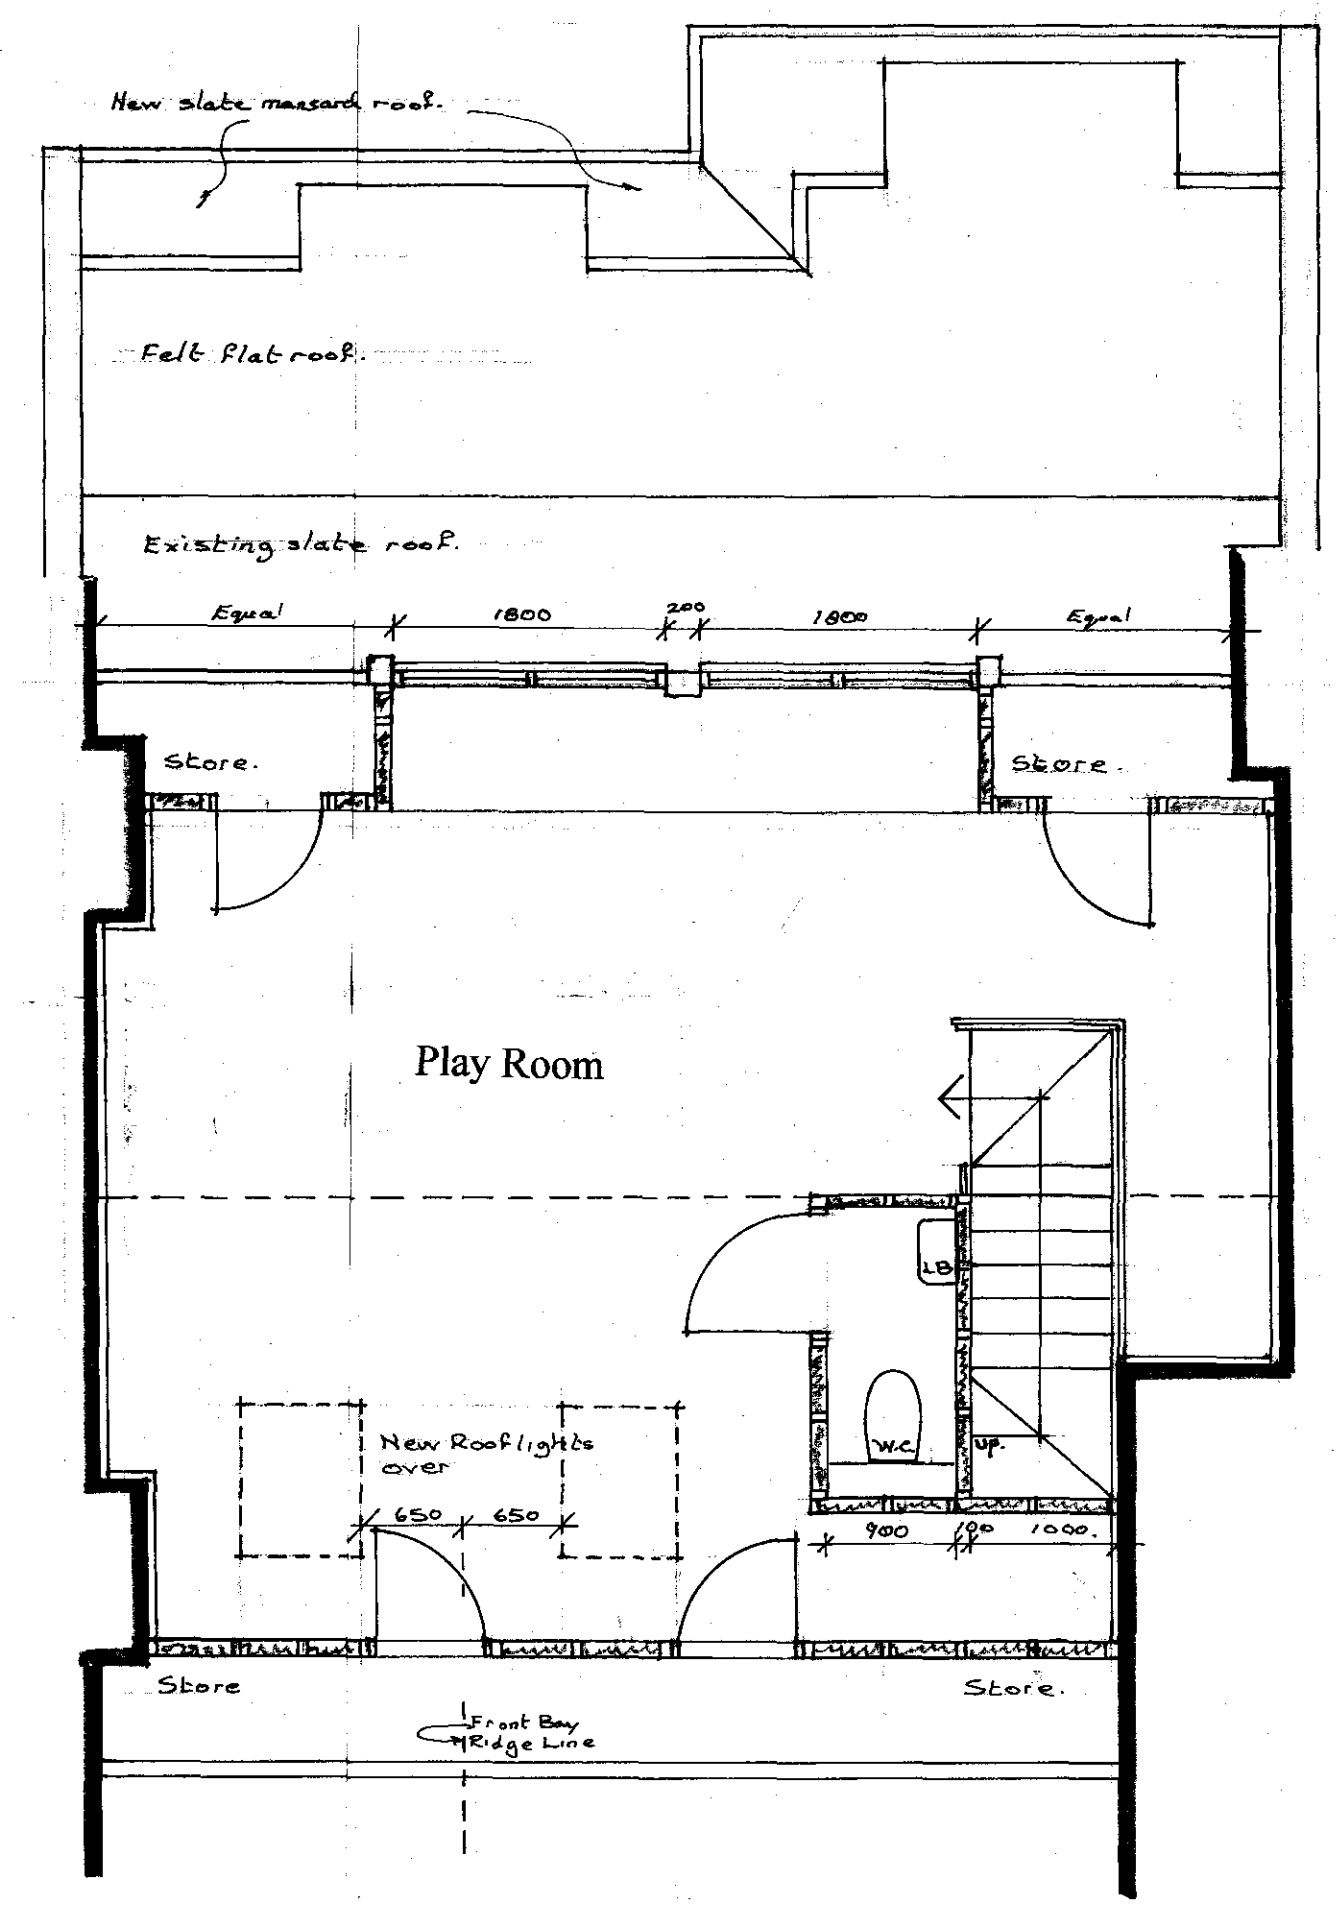 New slate mansard roof.
Felt flat roof.
Existing slate roof.
Equal 1800 200 1800 Equal
Store. Store.
Play Room
LB
W.C. UP.
New Rooflights
over
650 650
900 100 1000.
Store Store.
Front Bay
Ridge Line